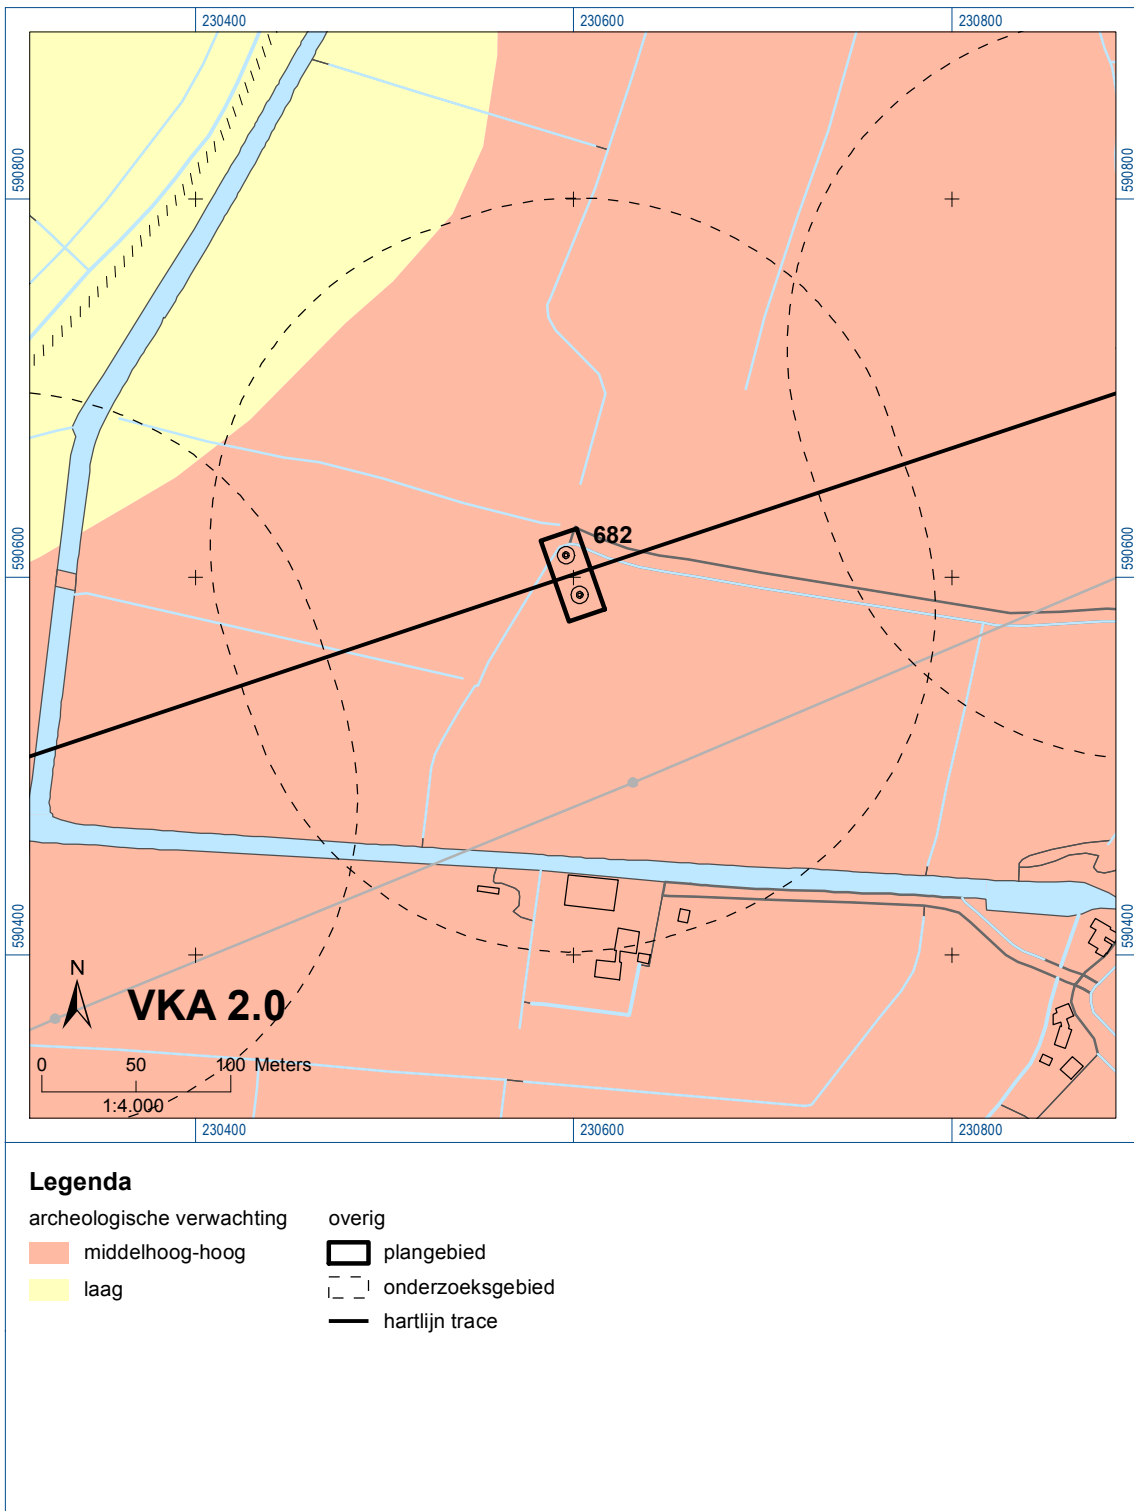 230400 230600 230800
590800 590800
682
590600 590600
590400 590400
N
VKA 2.0
0 50 100 Meters
1:4.000
230400 230600 230800
Legenda
archeologische verwachting overig
middelhoog-hoog plangebied
laag onderzoeksgebied
hartlijn trace